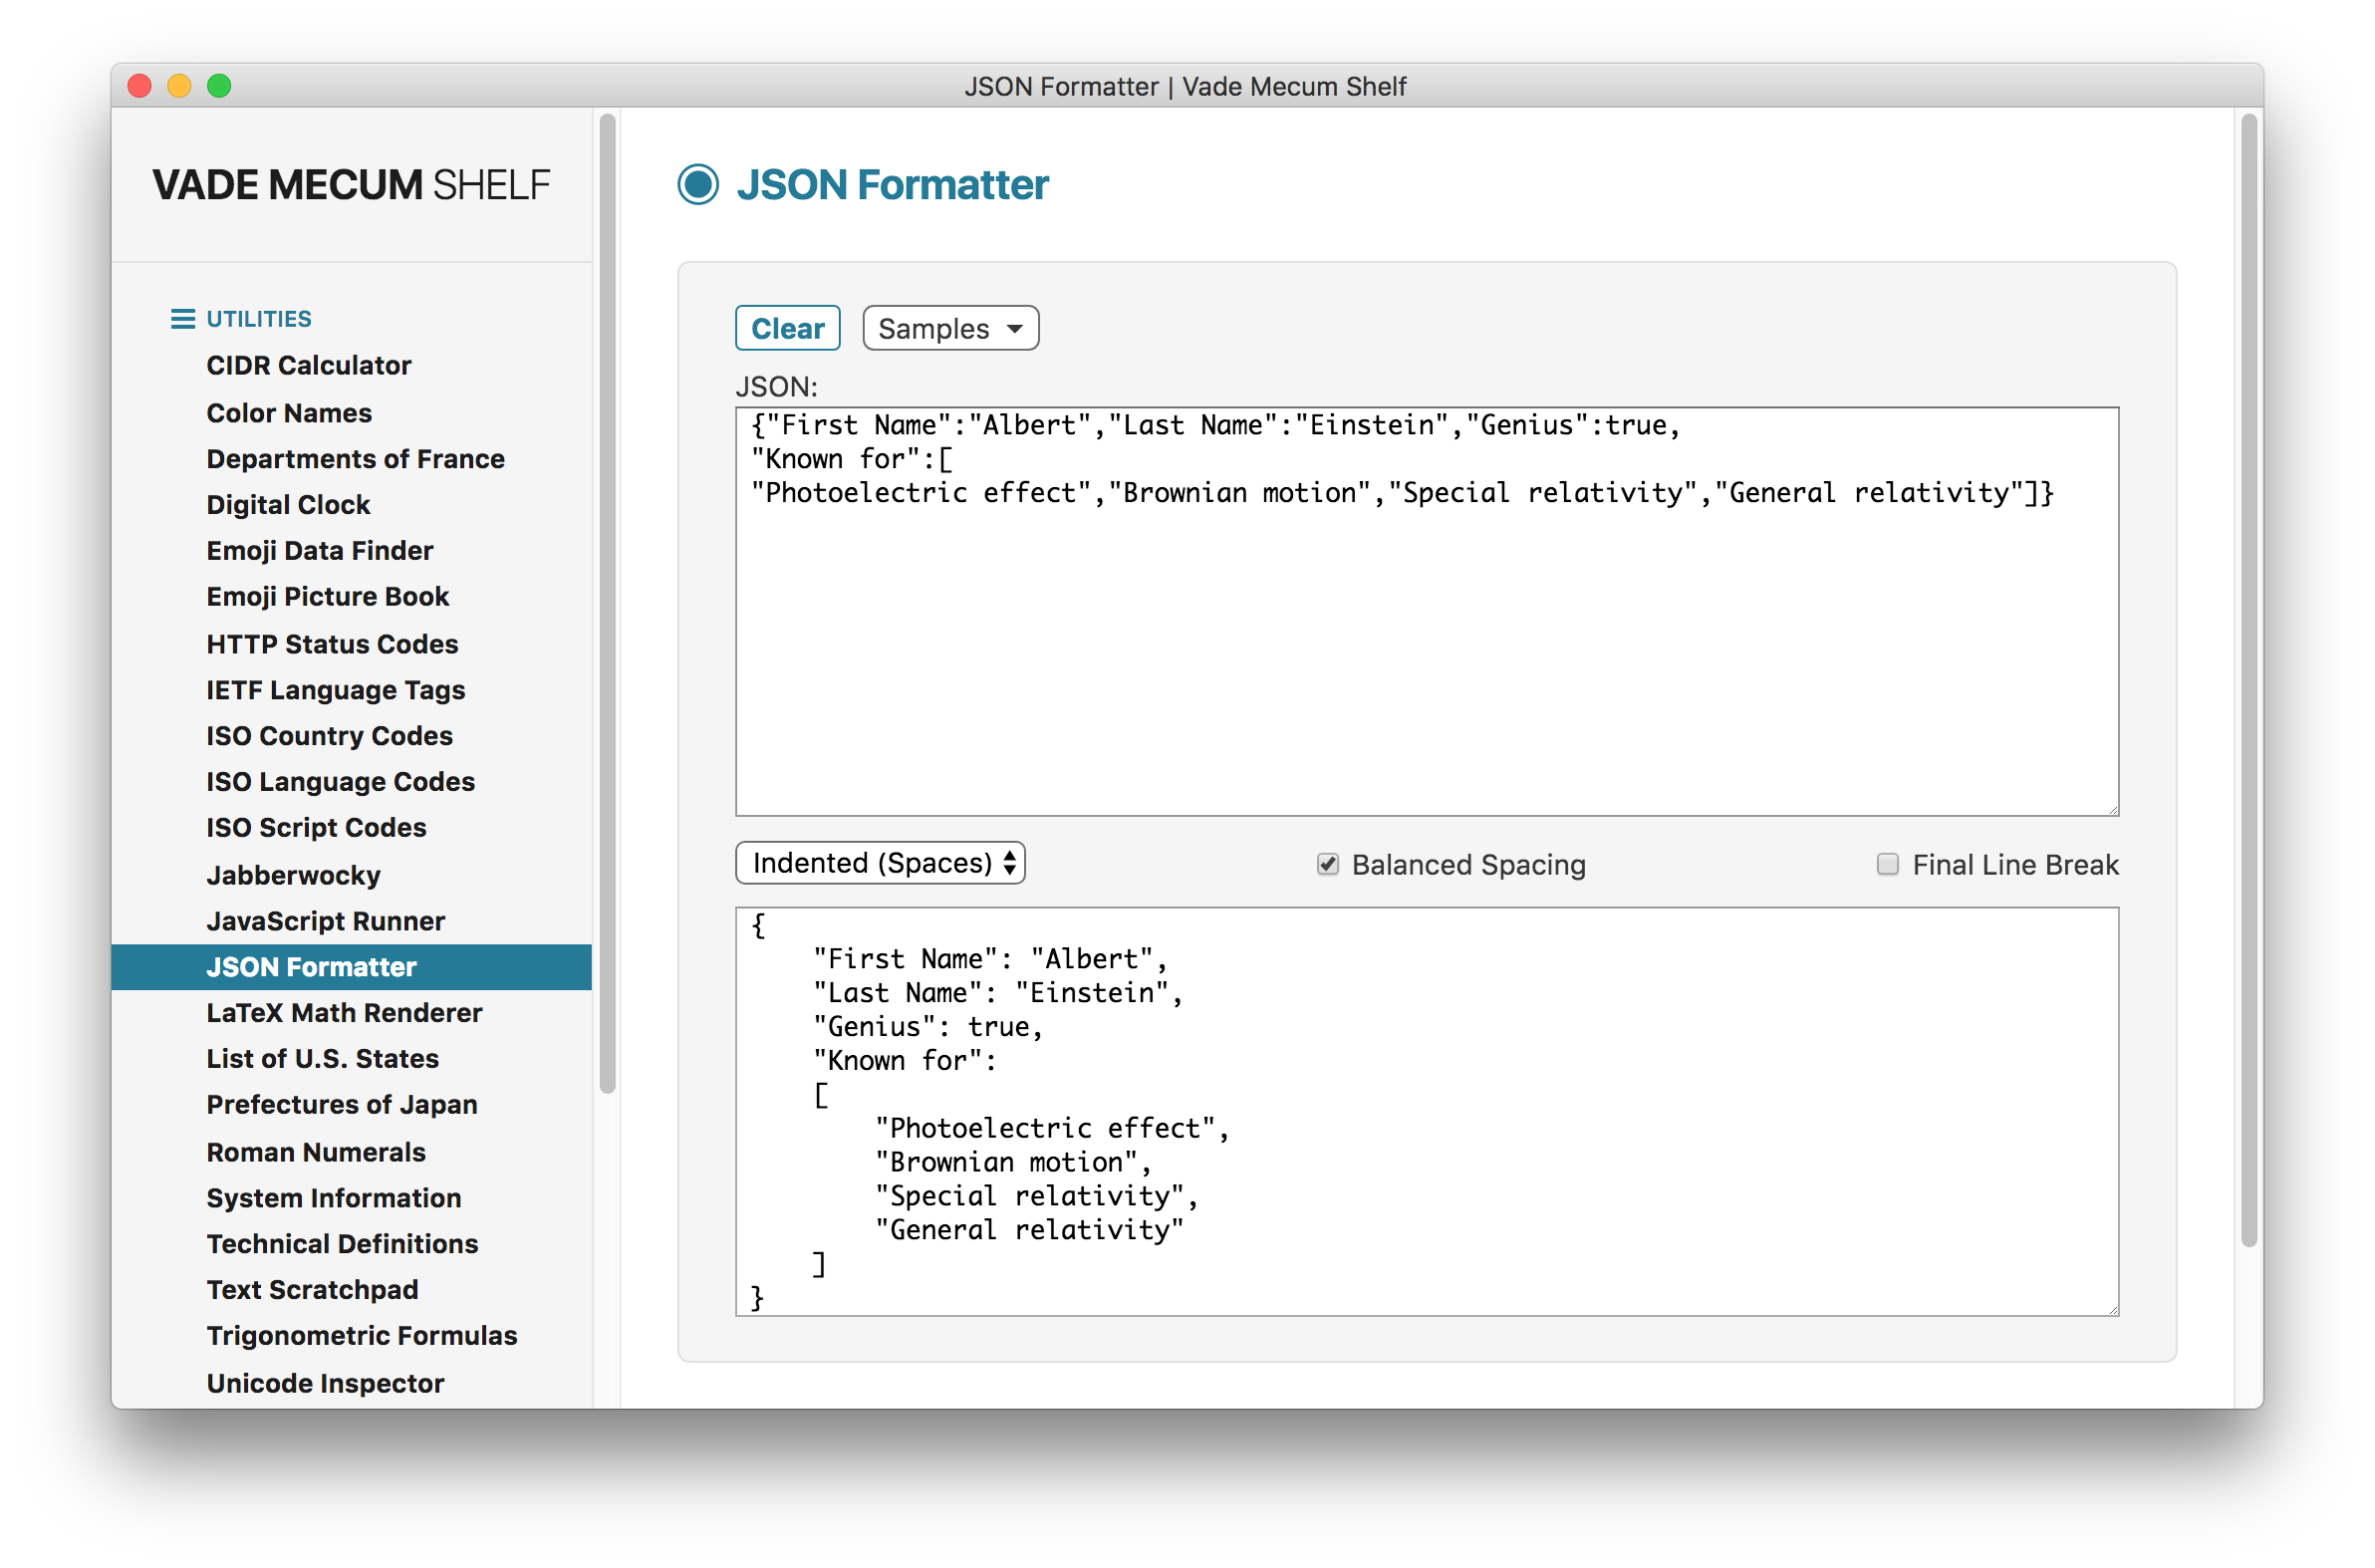 JSON Formatter | Vade Mecum Shelf
VADE MECUM SHELF
UTILITIES
CIDR Calculator
Color Names
Departments of France
Digital Clock
Emoji Data Finder
Emoji Picture Book
HTTP Status Codes
IETF Language Tags
ISO Country Codes
ISO Language Codes
ISO Script Codes
Jabberwocky
JavaScript Runner
JSON Formatter
LaTeX Math Renderer
List of U.S. States
Prefectures of Japan
Roman Numerals
System Information
Technical Definitions
Text Scratchpad
Trigonometric Formulas
Unicode Inspector
JSON Formatter
Clear Samples
JSON:
{"First Name":"Albert","Last Name":"Einstein","Genius":true,
"Known for":[
"Photoelectric effect","Brownian motion","Special relativity","General relativity"]}
Indented (Spaces) Balanced Spacing Final Line Break
{
    "First Name": "Albert",
    "Last Name": "Einstein",
    "Genius": true,
    "Known for":
    [
        "Photoelectric effect",
        "Brownian motion",
        "Special relativity",
        "General relativity"
    ]
}